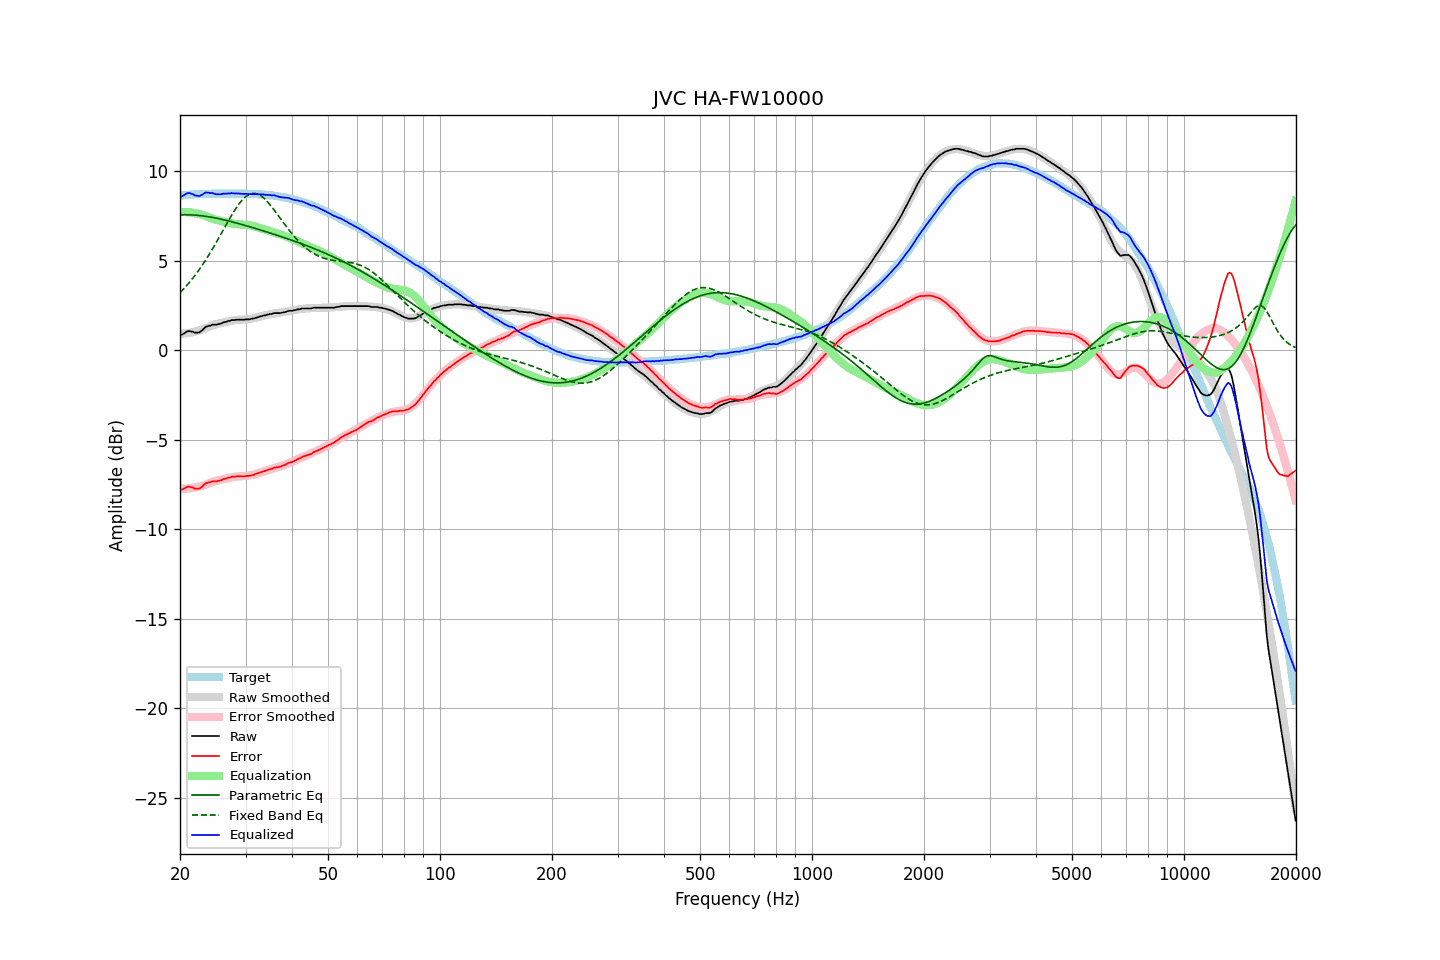 JVC HA-FW10000
Amplitude (dBr)
10
5
0
−5
−10
−15
−20
−25
Target
Raw Smoothed
Error Smoothed
Raw
Error
Equalization
Parametric Eq
Fixed Band Eq
Equalized
20 50 100 200 500 1000 2000 5000 10000 20000
Frequency (Hz)